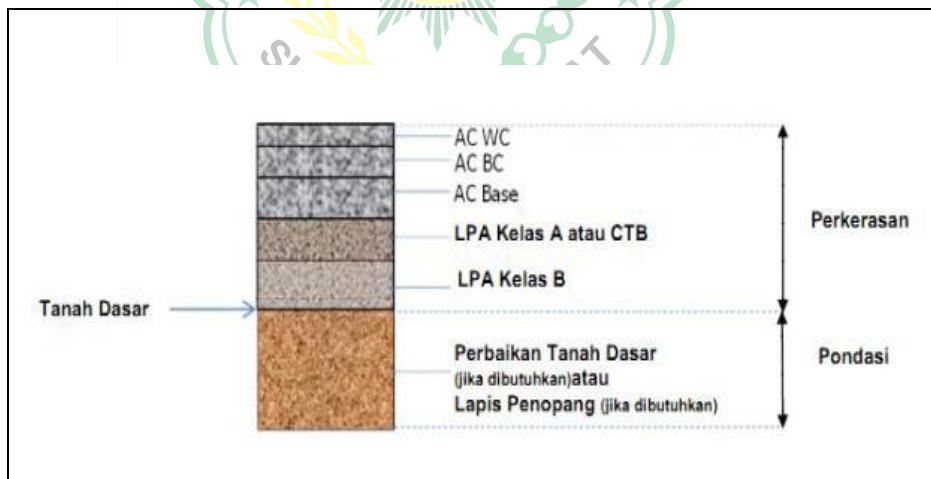 AC WC
AC BC
AC Base
LPA Kelas A atau CTB
Perkerasan
LPA Kelas B
Tanah Dasar
Perbaikan Tanah Dasar
(jika dibutuhkan)atau
Lapis Penopang (jika dibutuhkan)
Pondasi